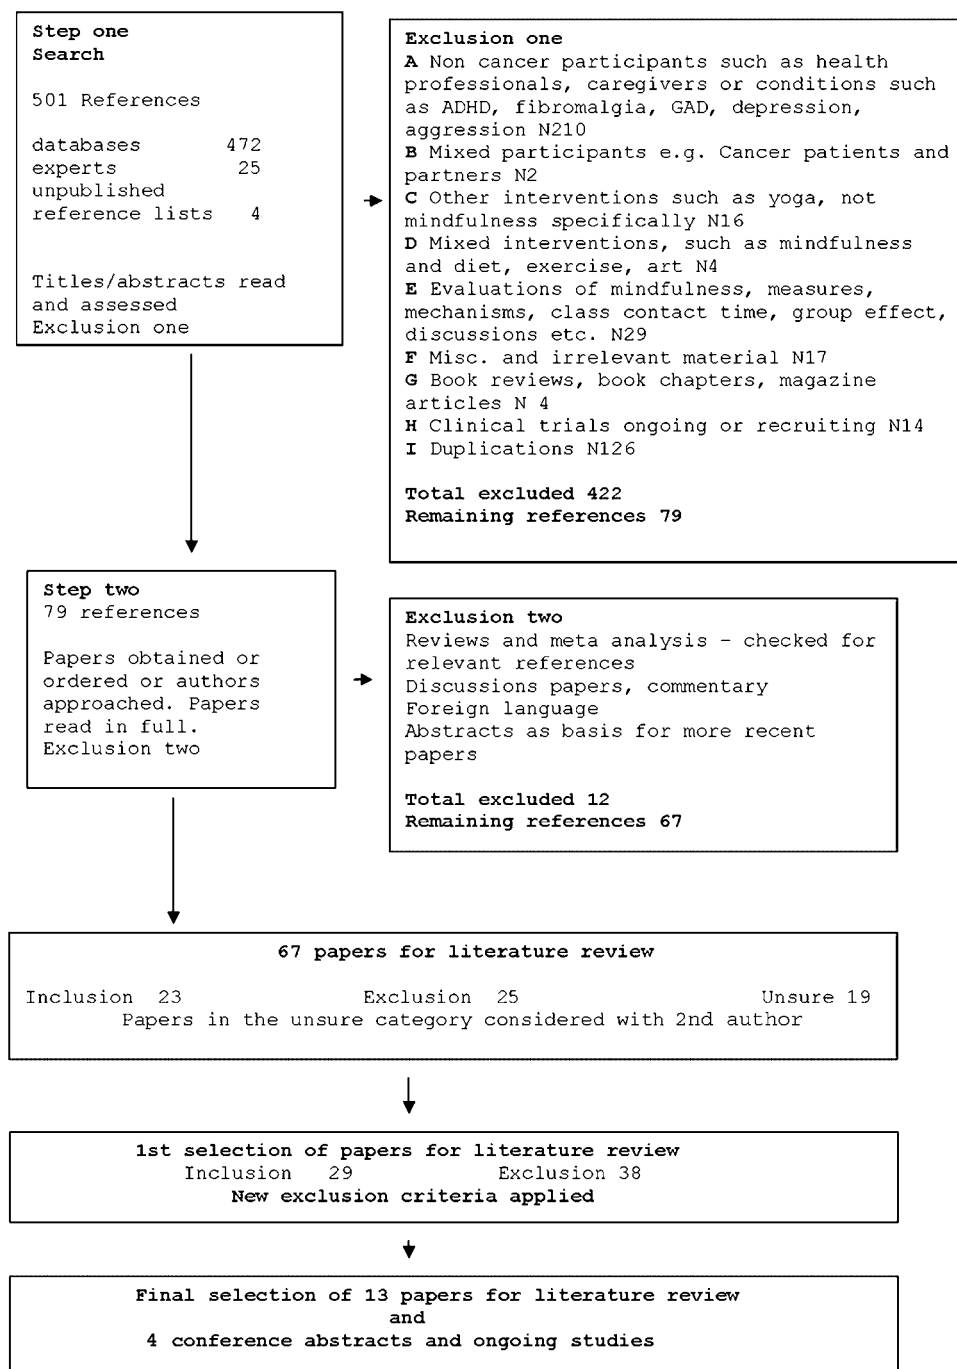 Step one
Search
501 References
databases 472
experts 25
unpublished
reference lists 4
Titles/abstracts read
and assessed
Exclusion one
Exclusion one
A Non cancer participants such as health
professionals, caregivers or conditions such
as ADHD, fibromalgia, GAD, depression,
aggression N210
B Mixed participants e.g. Cancer patients and
partners N2
C Other interventions such as yoga, not
mindfulness specifically N16
D Mixed interventions, such as mindfulness
and diet, exercise, art N4
E Evaluations of mindfulness, measures,
mechanisms, class contact time, group effect,
discussions etc. N29
F Misc. and irrelevant material N17
G Book reviews, book chapters, magazine
articles N 4
H Clinical trials ongoing or recruiting N14
I Duplications N126
Total excluded 422
Remaining references 79
Step two
79 references
Papers obtained or
ordered or authors
approached. Papers
read in full.
Exclusion two
Exclusion two
Reviews and meta analysis – checked for
relevant references
Discussions papers, commentary
Foreign language
Abstracts as basis for more recent
papers
Total excluded 12
Remaining references 67
67 papers for literature review
Inclusion 23 Exclusion 25 Unsure 19
Papers in the unsure category considered with 2nd author
1st selection of papers for literature review
Inclusion 29 Exclusion 38
New exclusion criteria applied
Final selection of 13 papers for literature review
and
4 conference abstracts and ongoing studies